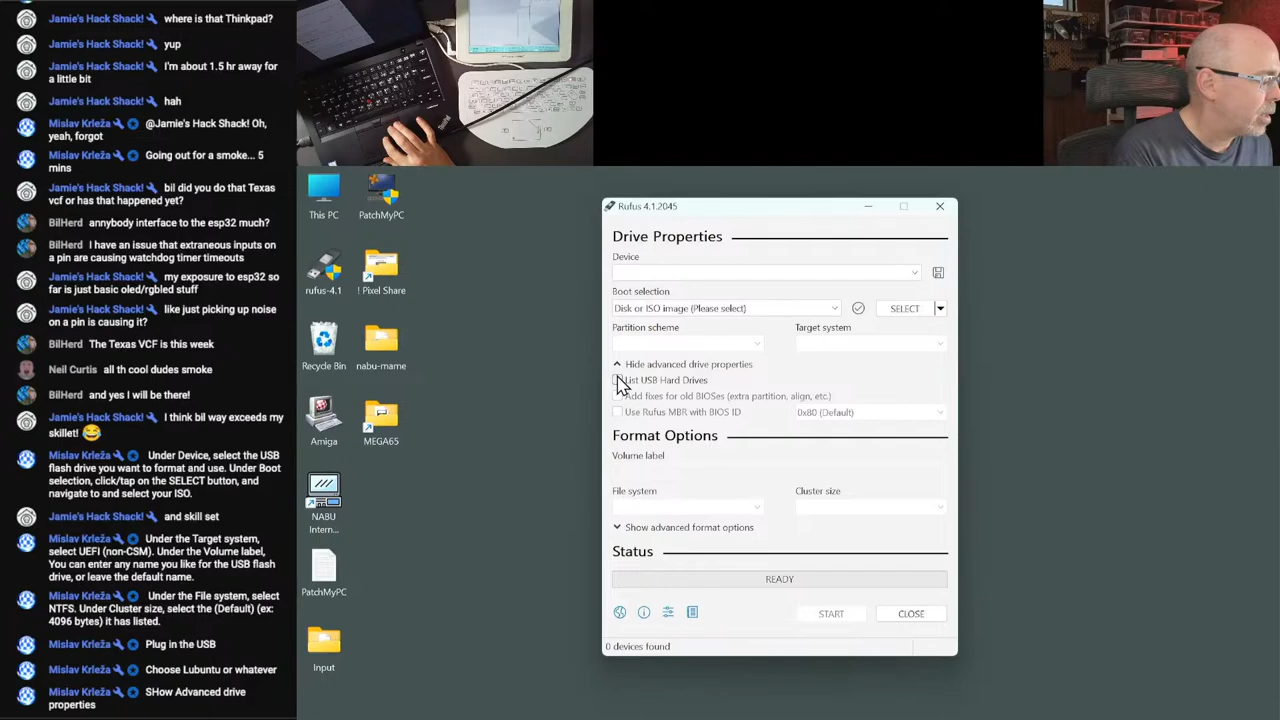 Jamie's Hack Shack! where is that Thinkpad?
Jamie's Hack Shack! yup
Jamie's Hack Shack! I'm about 1.5 hr away for
a little bit
Jamie's Hack Shack! hah
Mislav Krleža @Jamie's Hack Shack! Oh,
yeah, forgot
Mislav Krleža Going out for a smoke... 5
mins
Jamie's Hack Shack! bil did you do that Texas
vcf or has that happened yet?
BilHerd annybody interface to the esp32 much?
BilHerd I have an issue that extraneous inputs on
a pin are causing watchdog timer timeouts
Jamie's Hack Shack! my exposure to esp32 so
far is just basic oled/rgbled stuff
Jamie's Hack Shack! like just picking up noise
on a pin is causing it?
BilHerd The Texas VCF is this week
Neil Curtis all th cool dudes smoke
BilHerd and yes I will be there!
Jamie's Hack Shack! I think bil way exceeds my
skillet! 😂
Mislav Krleža Under Device, select the USB
flash drive you want to format and use. Under Boot
selection, click/tap on the SELECT button, and
navigate to and select your ISO.
Jamie's Hack Shack! and skill set
Mislav Krleža Under the Target system,
select UEFI (non-CSM). Under the Volume label,
You can enter any name you like for the USB flash
drive, or leave the default name.
Mislav Krleža Under the File system, select
NTFS. Under Cluster size, select the (Default) (ex:
4096 bytes) it has listed.
Mislav Krleža Plug in the USB
Mislav Krleža Choose Lubuntu or whatever
Mislav Krleža SHow Advanced drive
properties
This PC
PatchMyPC
rufus-4.1
! Pixel Share
Recycle Bin
nabu-mame
Amiga
MEGA65
NABU
Intern...
PatchMyPC
Input
Rufus 4.1.2045
Drive Properties
Device
Boot selection
Disk or ISO image (Please select)
SELECT
Partition scheme
Target system
Hide advanced drive properties
List USB Hard Drives
Add fixes for old BIOSes (extra partition, align, etc.)
Use Rufus MBR with BIOS ID
0x80 (Default)
Format Options
Volume label
File system
Cluster size
Show advanced format options
Status
READY
START
CLOSE
0 devices found